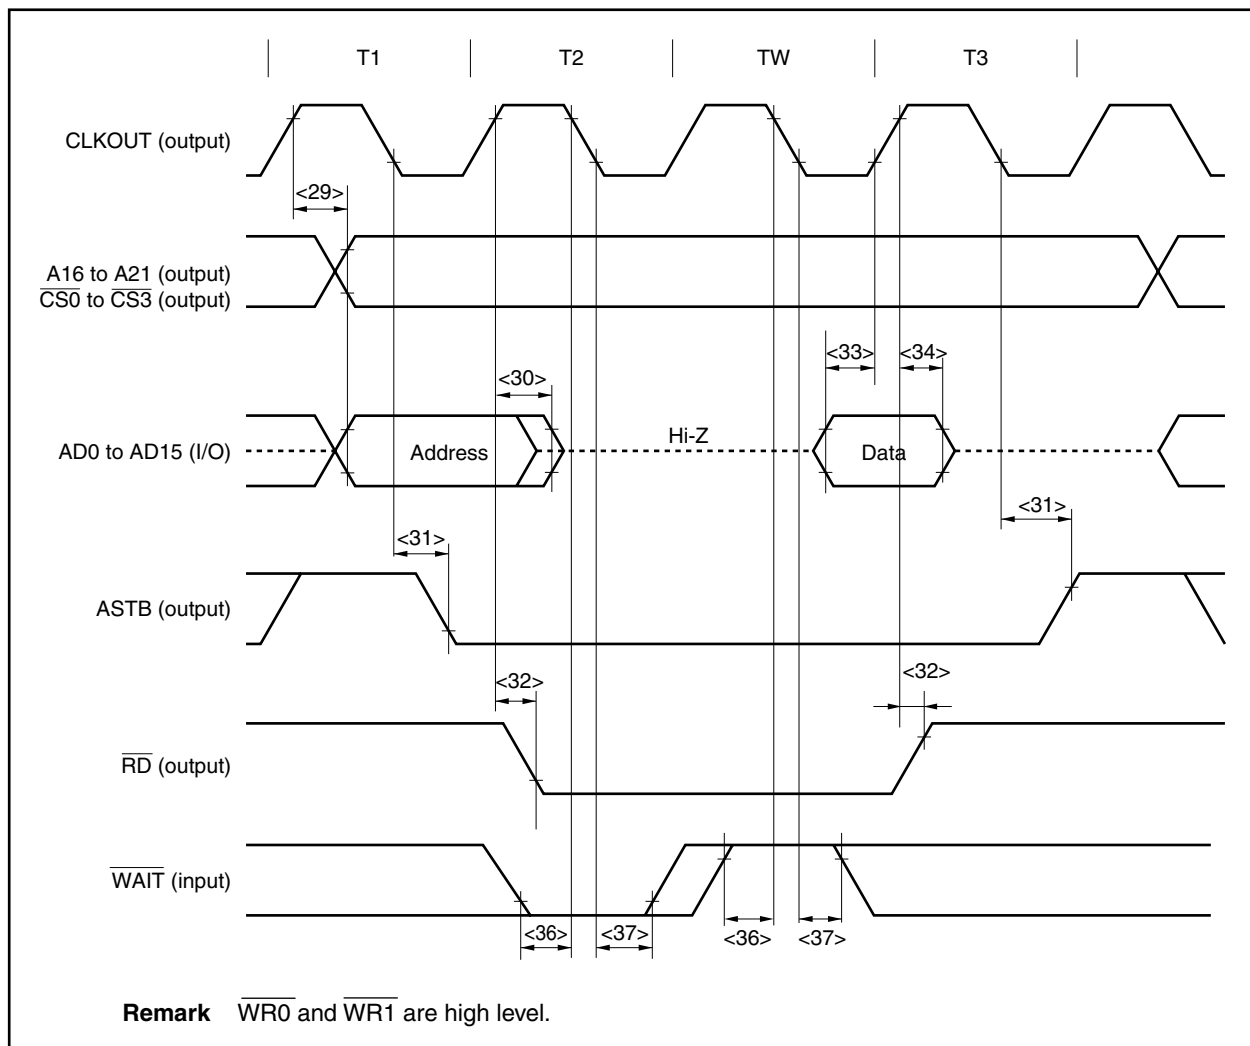 T1 T2 TW T3
CLKOUT (output)
<29>
A16 to A21 (output)
CS0 to CS3 (output)
<33> <34>
<30>
AD0 to AD15 (I/O) Address Hi-Z Data
<31> <31>
ASTB (output)
<32> <32>
RD (output)
WAIT (input)
<36> <37> <36> <37>
Remark WR0 and WR1 are high level.